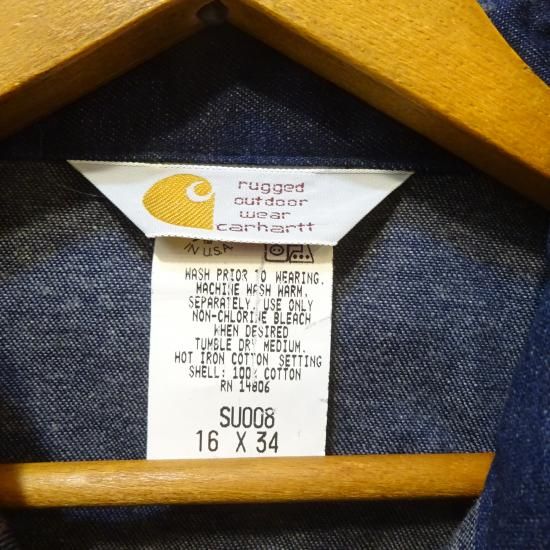 rugged
outdoor
wear
carhartt
IN U.S.A.
WASH PRIOR TO WEARING.
MACHINE WASH WARM,
SEPARATELY. USE ONLY
NON-CHLORINE BLEACH
WHEN DESIRED
TUMBLE DRY MEDIUM.
HOT IRON COTTON SETTING
SHELL: 100% COTTON
RN 14806
SU008
16 X 34